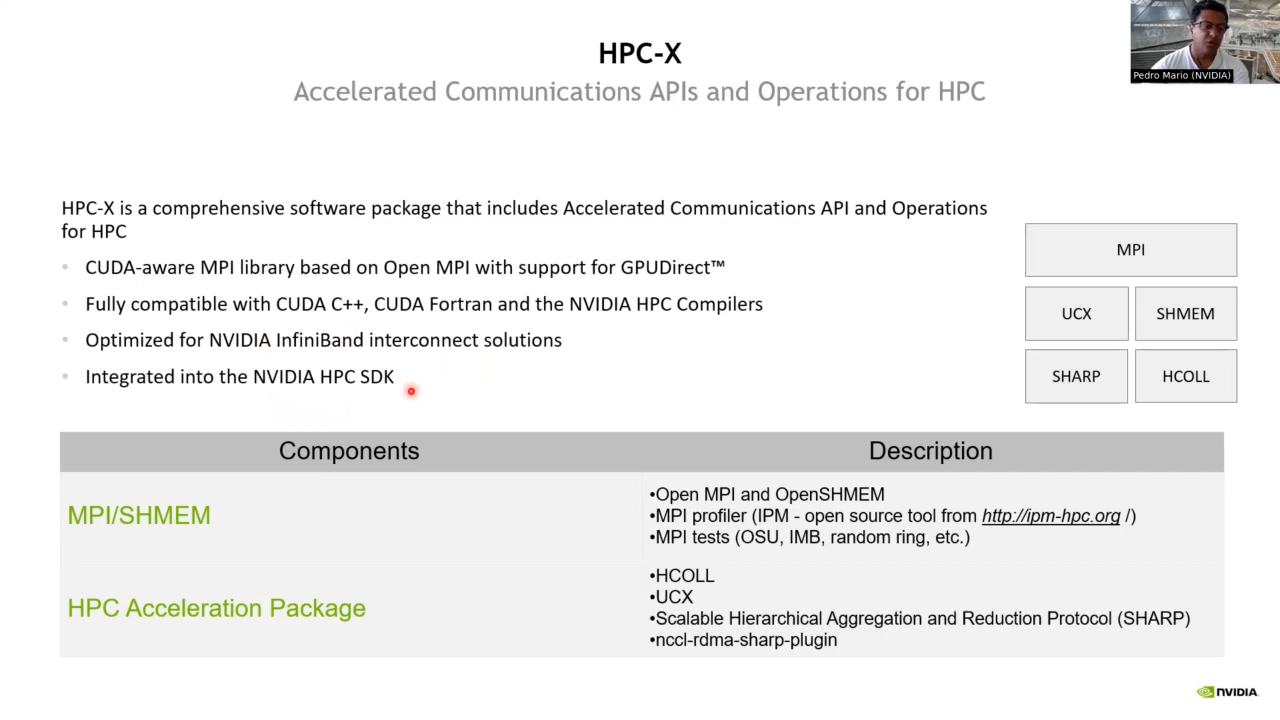 HPC-X
Accelerated Communications APIs and Operations for HPC
Pedro Mario (NVIDIA)
HPC-X is a comprehensive software package that includes Accelerated Communications API and Operations
for HPC
• CUDA-aware MPI library based on Open MPI with support for GPUDirect™
• Fully compatible with CUDA C++, CUDA Fortran and the NVIDIA HPC Compilers
• Optimized for NVIDIA InfiniBand interconnect solutions
• Integrated into the NVIDIA HPC SDK
MPI
UCX SHMEM
SHARP HCOLL
Components Description
MPI/SHMEM
•Open MPI and OpenSHMEM
•MPI profiler (IPM - open source tool from http://ipm-hpc.org /)
•MPI tests (OSU, IMB, random ring, etc.)
HPC Acceleration Package
•HCOLL
•UCX
•Scalable Hierarchical Aggregation and Reduction Protocol (SHARP)
•nccl-rdma-sharp-plugin
NVIDIA.